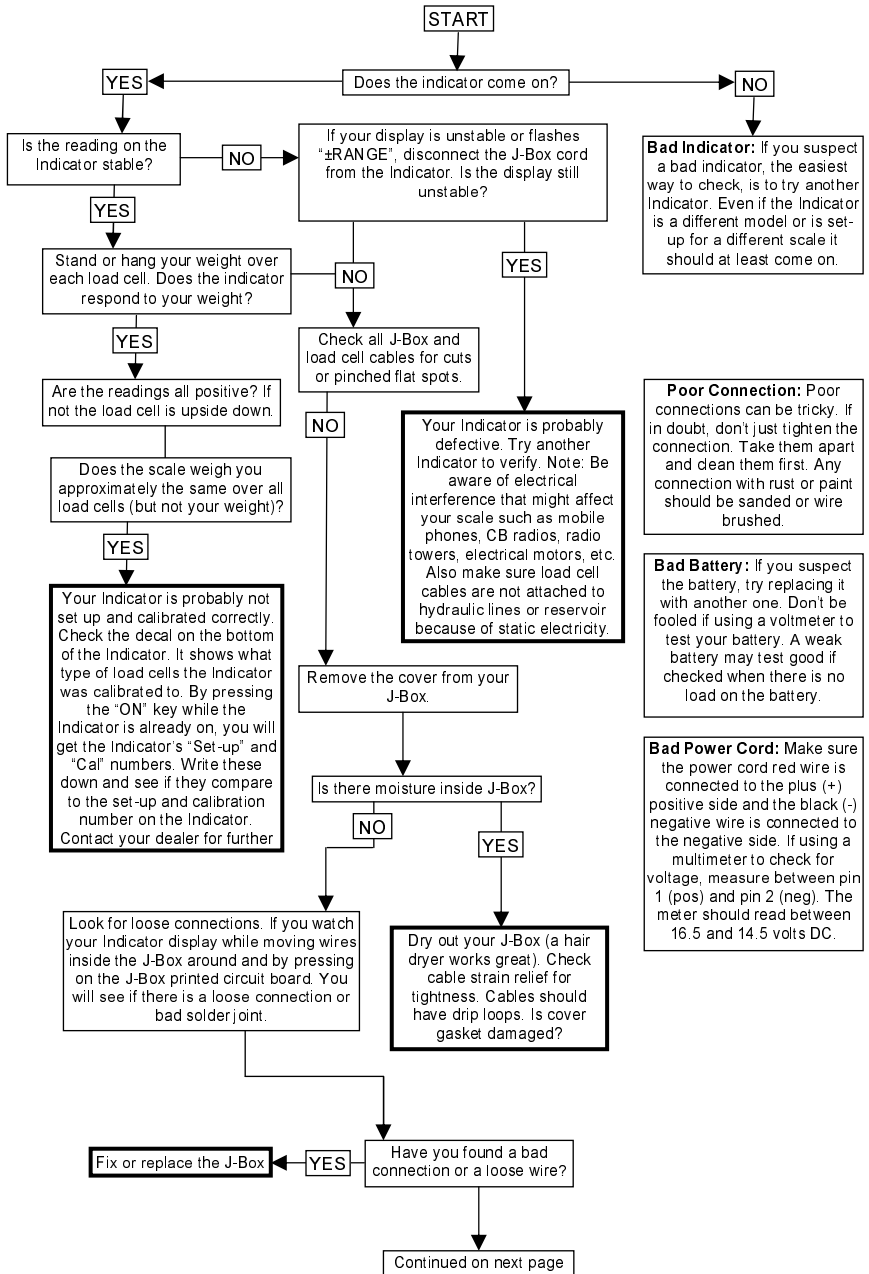 START
Does the indicator come on?
YES
NO
Is the reading on the
Indicator stable?
NO
If your display is unstable or flashes
“±RANGE”, disconnect the J-Box cord
from the Indicator. Is the display still
unstable?
Bad Indicator: If you suspect
a bad indicator, the easiest
way to check, is to try another
Indicator. Even if the Indicator
is a different model or is set-
up for a different scale it
should at least come on.
YES
Stand or hang your weight over
each load cell. Does the indicator
respond to your weight?
NO
YES
YES
Check all J-Box and
load cell cables for cuts
or pinched flat spots.
Are the readings all positive? If
not the load cell is upside down.
NO
Your Indicator is probably
defective. Try another
Indicator to verify. Note: Be
aware of electrical
interference that might affect
your scale such as mobile
phones, CB radios, radio
towers, electrical motors, etc.
Also make sure load cell
cables are not attached to
hydraulic lines or reservoir
because of static electricity.
Poor Connection: Poor
connections can be tricky. If
in doubt, don’t just tighten the
connection. Take them apart
and clean them first. Any
connection with rust or paint
should be sanded or wire
brushed.
Does the scale weigh you
approximately the same over all
load cells (but not your weight)?
YES
Your Indicator is probably not
set up and calibrated correctly.
Check the decal on the bottom
of the Indicator. It shows what
type of load cells the Indicator
was calibrated to. By pressing
the “ON” key while the
Indicator is already on, you will
get the Indicator’s “Set-up” and
“Cal” numbers. Write these
down and see if they compare
to the set-up and calibration
number on the Indicator.
Contact your dealer for further
Bad Battery: If you suspect
the battery, try replacing it
with another one. Don’t be
fooled if using a voltmeter to
test your battery. A weak
battery may test good if
checked when there is no
load on the battery.
Remove the cover from your
J-Box.
Bad Power Cord: Make sure
the power cord red wire is
connected to the plus (+)
positive side and the black (-)
negative wire is connected to
the negative side. If using a
multimeter to check for
voltage, measure between pin
1 (pos) and pin 2 (neg). The
meter should read between
16.5 and 14.5 volts DC.
Is there moisture inside J-Box?
NO
YES
Look for loose connections. If you watch
your Indicator display while moving wires
inside the J-Box around and by pressing
on the J-Box printed circuit board. You
will see if there is a loose connection or
bad solder joint.
Dry out your J-Box (a hair
dryer works great). Check
cable strain relief for
tightness. Cables should
have drip loops. Is cover
gasket damaged?
Have you found a bad
connection or a loose wire?
YES
Fix or replace the J-Box
Continued on next page